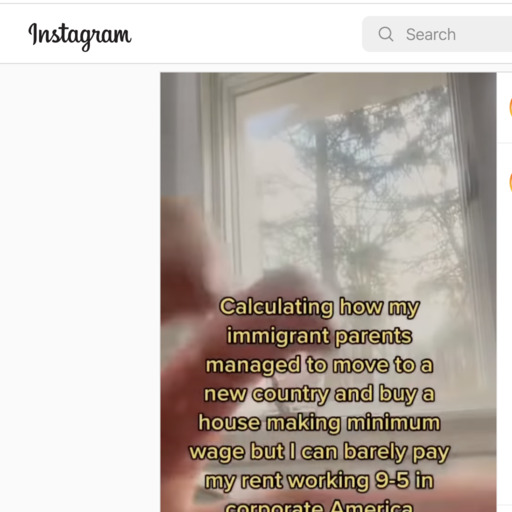 Instagram
Search
Calculating how my
immigrant parents
managed to move to a
new country and buy a
house making minimum
wage but I can barely pay
my rent working 9-5 in
corporate America